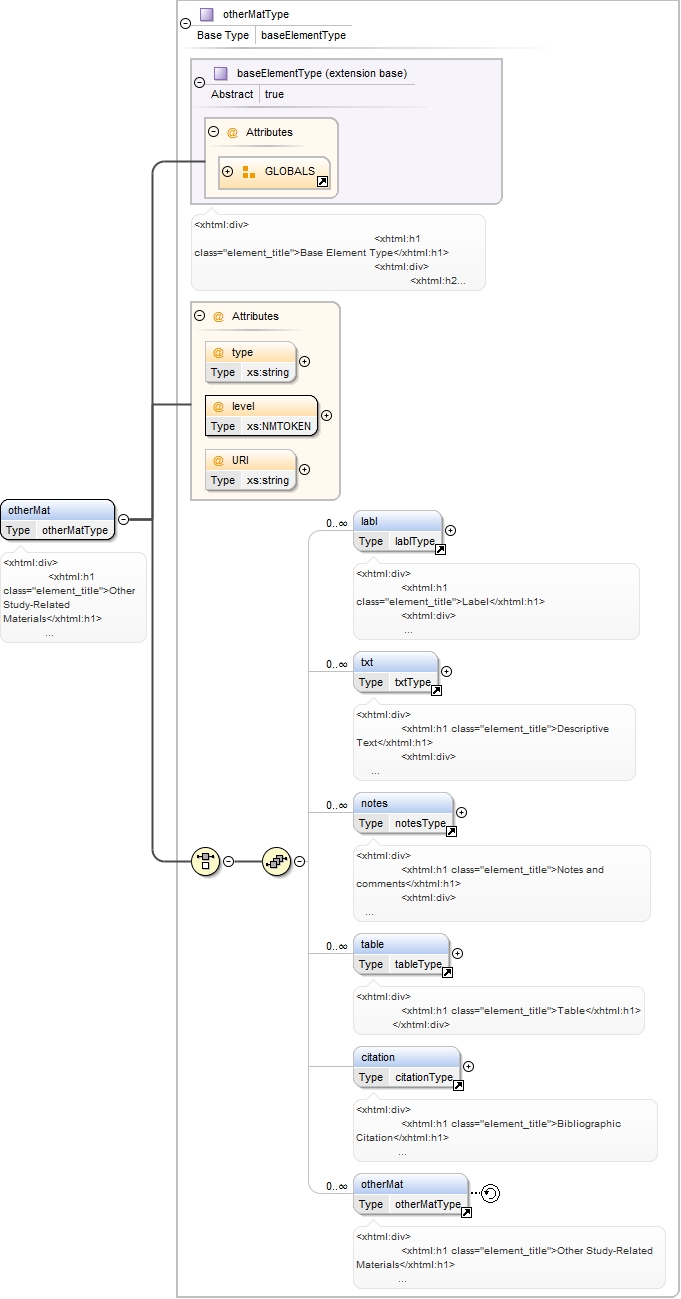 otherMatType
Base Type baseElementType
baseElementType (extension base)
Abstract true
@ Attributes
GLOBALS
<xhtml:div>
<xhtml:h1
class="element_title">Base Element Type</xhtml:h1>
<xhtml:div>
<xhtml:h2...
@ Attributes
@ type
Type xs:string
@ level
Type xs:NMTOKEN
@ URI
Type xs:string
otherMat
Type otherMatType
<xhtml:div>
<xhtml:h1
class="element_title">Other
Study-Related
Materials</xhtml:h1>
...
0..∞ labl
Type lablType
<xhtml:div>
<xhtml:h1
class="element_title">Label</xhtml:h1>
<xhtml:div>
...
0..∞ txt
Type txtType
<xhtml:div>
<xhtml:h1 class="element_title">Descriptive
Text</xhtml:h1>
<xhtml:div>
...
0..∞ notes
Type notesType
<xhtml:div>
<xhtml:h1 class="element_title">Notes and
comments</xhtml:h1>
<xhtml:div>
...
0..∞ table
Type tableType
<xhtml:div>
<xhtml:h1 class="element_title">Table</xhtml:h1>
</xhtml:div>
citation
Type citationType
<xhtml:div>
<xhtml:h1 class="element_title">Bibliographic
Citation</xhtml:h1>
...
0..∞ otherMat
Type otherMatType
<xhtml:div>
<xhtml:h1 class="element_title">Other Study-Related
Materials</xhtml:h1>
...